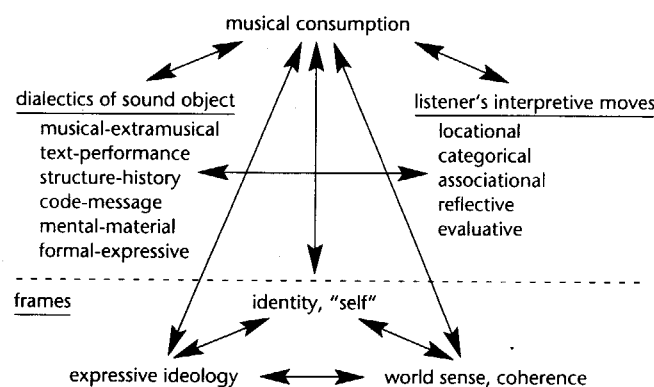 musical consumption
dialectics of sound object
musical-extramusical
text-performance
structure-history
code-message
mental-material
formal-expressive
listener's interpretive moves
locational
categorical
associational
reflective
evaluative
frames
identity, "self"
expressive ideology
world sense, coherence